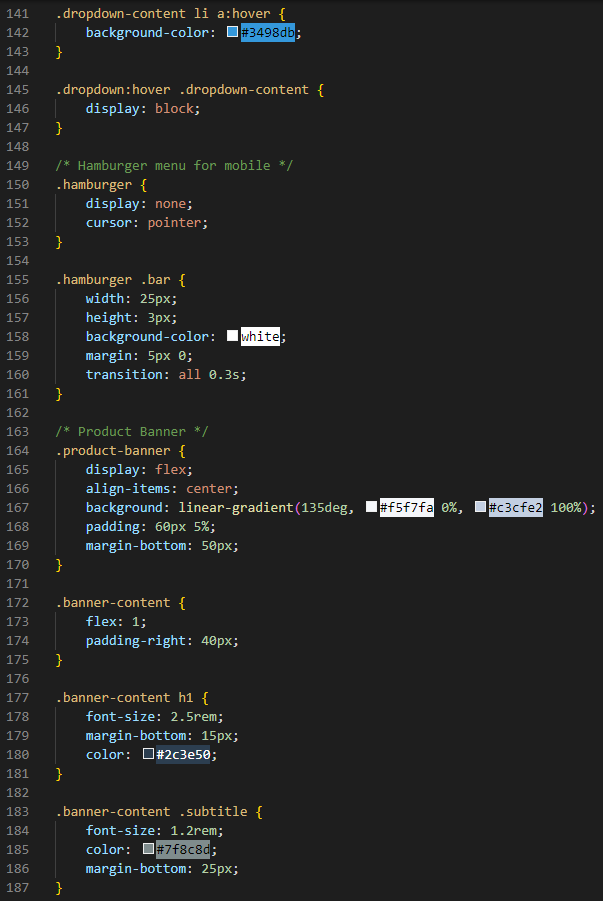 141 .dropdown-content li a:hover {
142     background-color: #3498db;
143 }
144
145 .dropdown:hover .dropdown-content {
146     display: block;
147 }
148
149 /* Hamburger menu for mobile */
150 .hamburger {
151     display: none;
152     cursor: pointer;
153 }
154
155 .hamburger .bar {
156     width: 25px;
157     height: 3px;
158     background-color: white;
159     margin: 5px 0;
160     transition: all 0.3s;
161 }
162
163 /* Product Banner */
164 .product-banner {
165     display: flex;
166     align-items: center;
167     background: linear-gradient(135deg, #f5f7fa 0%, #c3cfe2 100%);
168     padding: 60px 5%;
169     margin-bottom: 50px;
170 }
171
172 .banner-content {
173     flex: 1;
174     padding-right: 40px;
175 }
176
177 .banner-content h1 {
178     font-size: 2.5rem;
179     margin-bottom: 15px;
180     color: #2c3e50;
181 }
182
183 .banner-content .subtitle {
184     font-size: 1.2rem;
185     color: #7f8c8d;
186     margin-bottom: 25px;
187 }